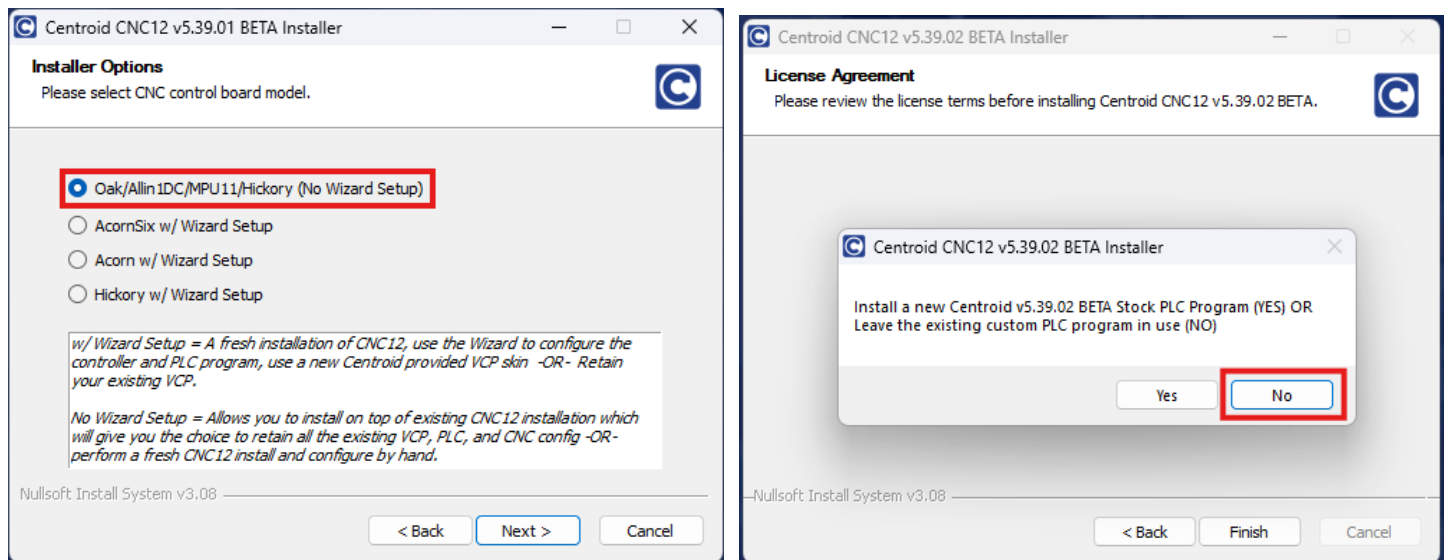 Centroid CNC12 v5.39.01 BETA Installer
Installer Options
Please select CNC control board model.
Oak/Allin1DC/MPU11/Hickory (No Wizard Setup)
AcornSix w/ Wizard Setup
Acorn w/ Wizard Setup
Hickory w/ Wizard Setup
w/ Wizard Setup = A fresh installation of CNC12, use the Wizard to configure the
controller and PLC program, use a new Centroid provided VCP skin -OR- Retain
your existing VCP.
No Wizard Setup = Allows you to install on top of existing CNC12 installation which
will give you the choice to retain all the existing VCP, PLC, and CNC config -OR-
perform a fresh CNC12 install and configure by hand.
Nullsoft Install System v3.08
< Back
Next >
Cancel
Centroid CNC12 v5.39.02 BETA Installer
License Agreement
Please review the license terms before installing Centroid CNC12 v5.39.02 BETA.
Centroid CNC12 v5.39.02 BETA Installer
Install a new Centroid v5.39.02 BETA Stock PLC Program (YES) OR
Leave the existing custom PLC program in use (NO)
Yes
No
Nullsoft Install System v3.08
< Back
Finish
Cancel